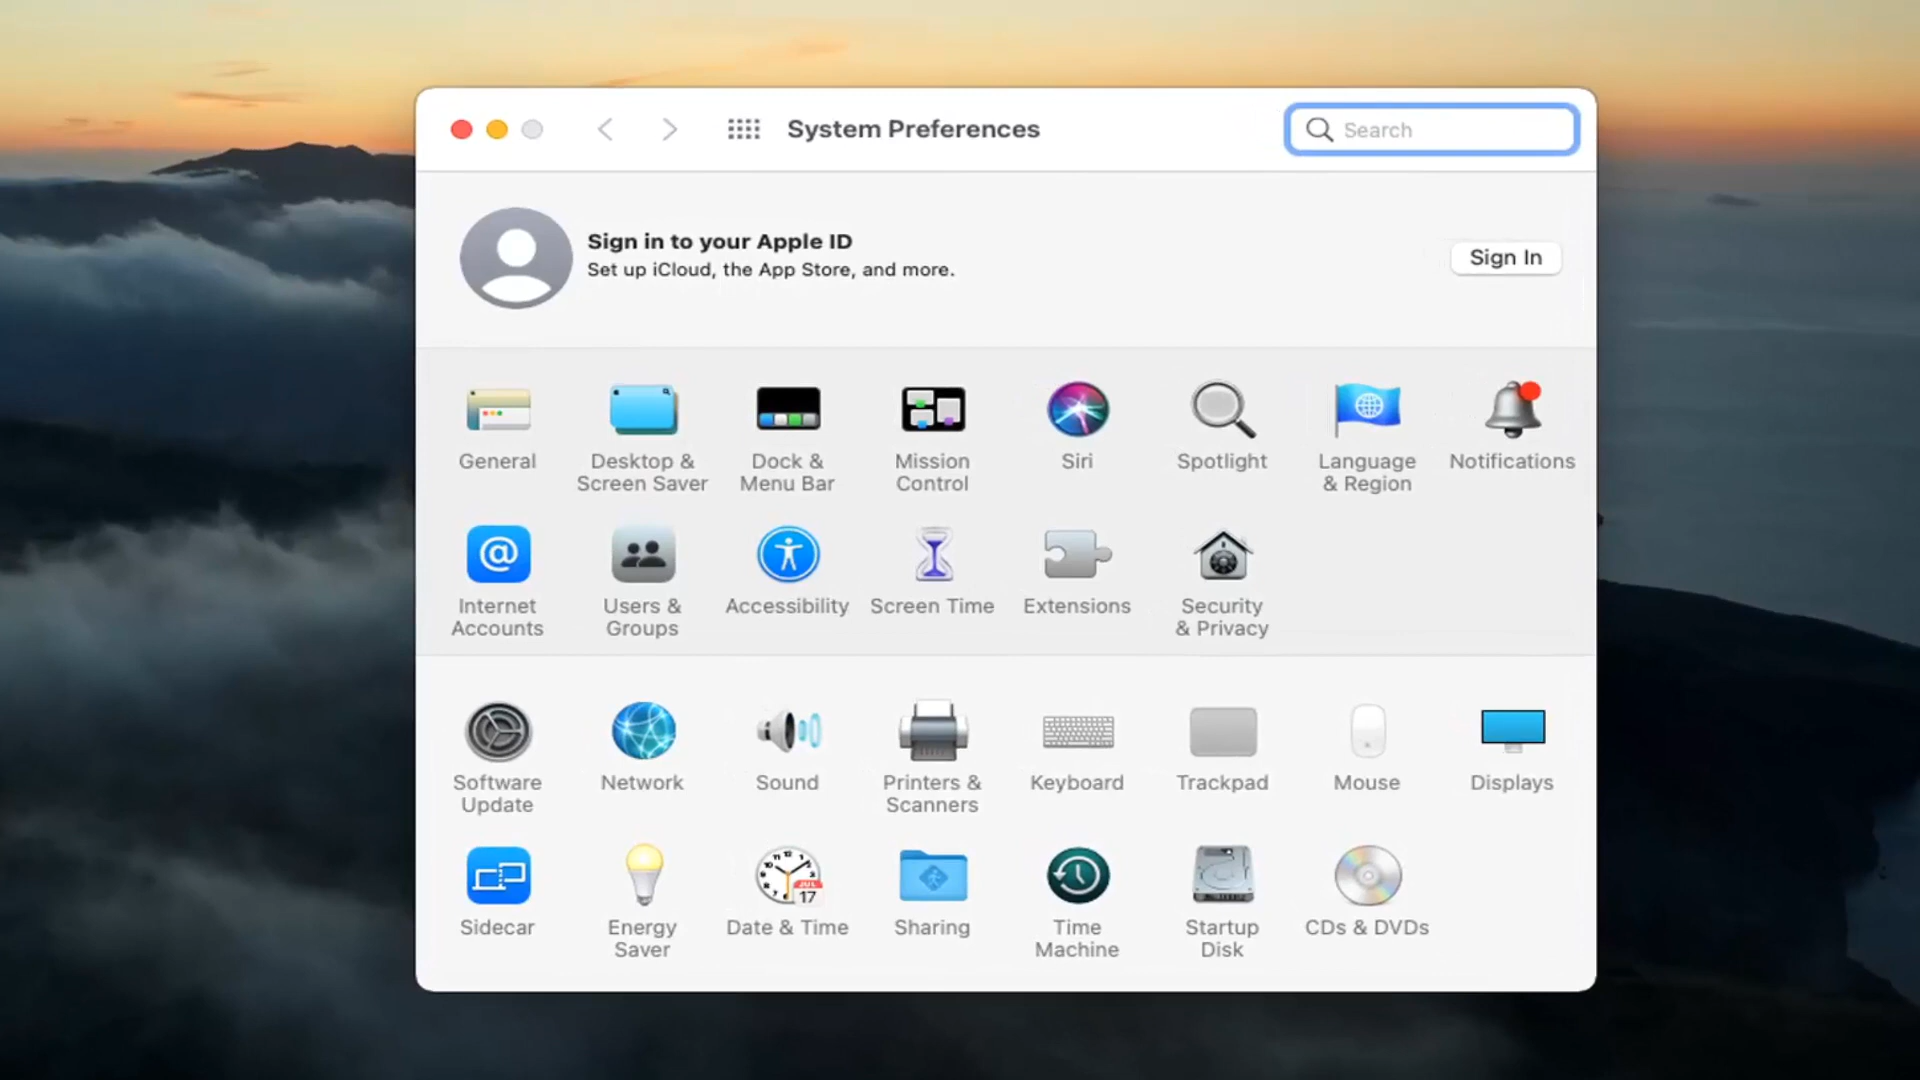 System Preferences
Search
Sign in to your Apple ID
Set up iCloud, the App Store, and more.
Sign In
General
Desktop &
Screen Saver
Dock &
Menu Bar
Mission
Control
Siri
Spotlight
Language
& Region
Notifications
Internet
Accounts
Users &
Groups
Accessibility
Screen Time
Extensions
Security
& Privacy
Software
Update
Network
Sound
Printers &
Scanners
Keyboard
Trackpad
Mouse
Displays
Sidecar
Energy
Saver
JUL
17
Date & Time
Sharing
Time
Machine
Startup
Disk
CDs & DVDs